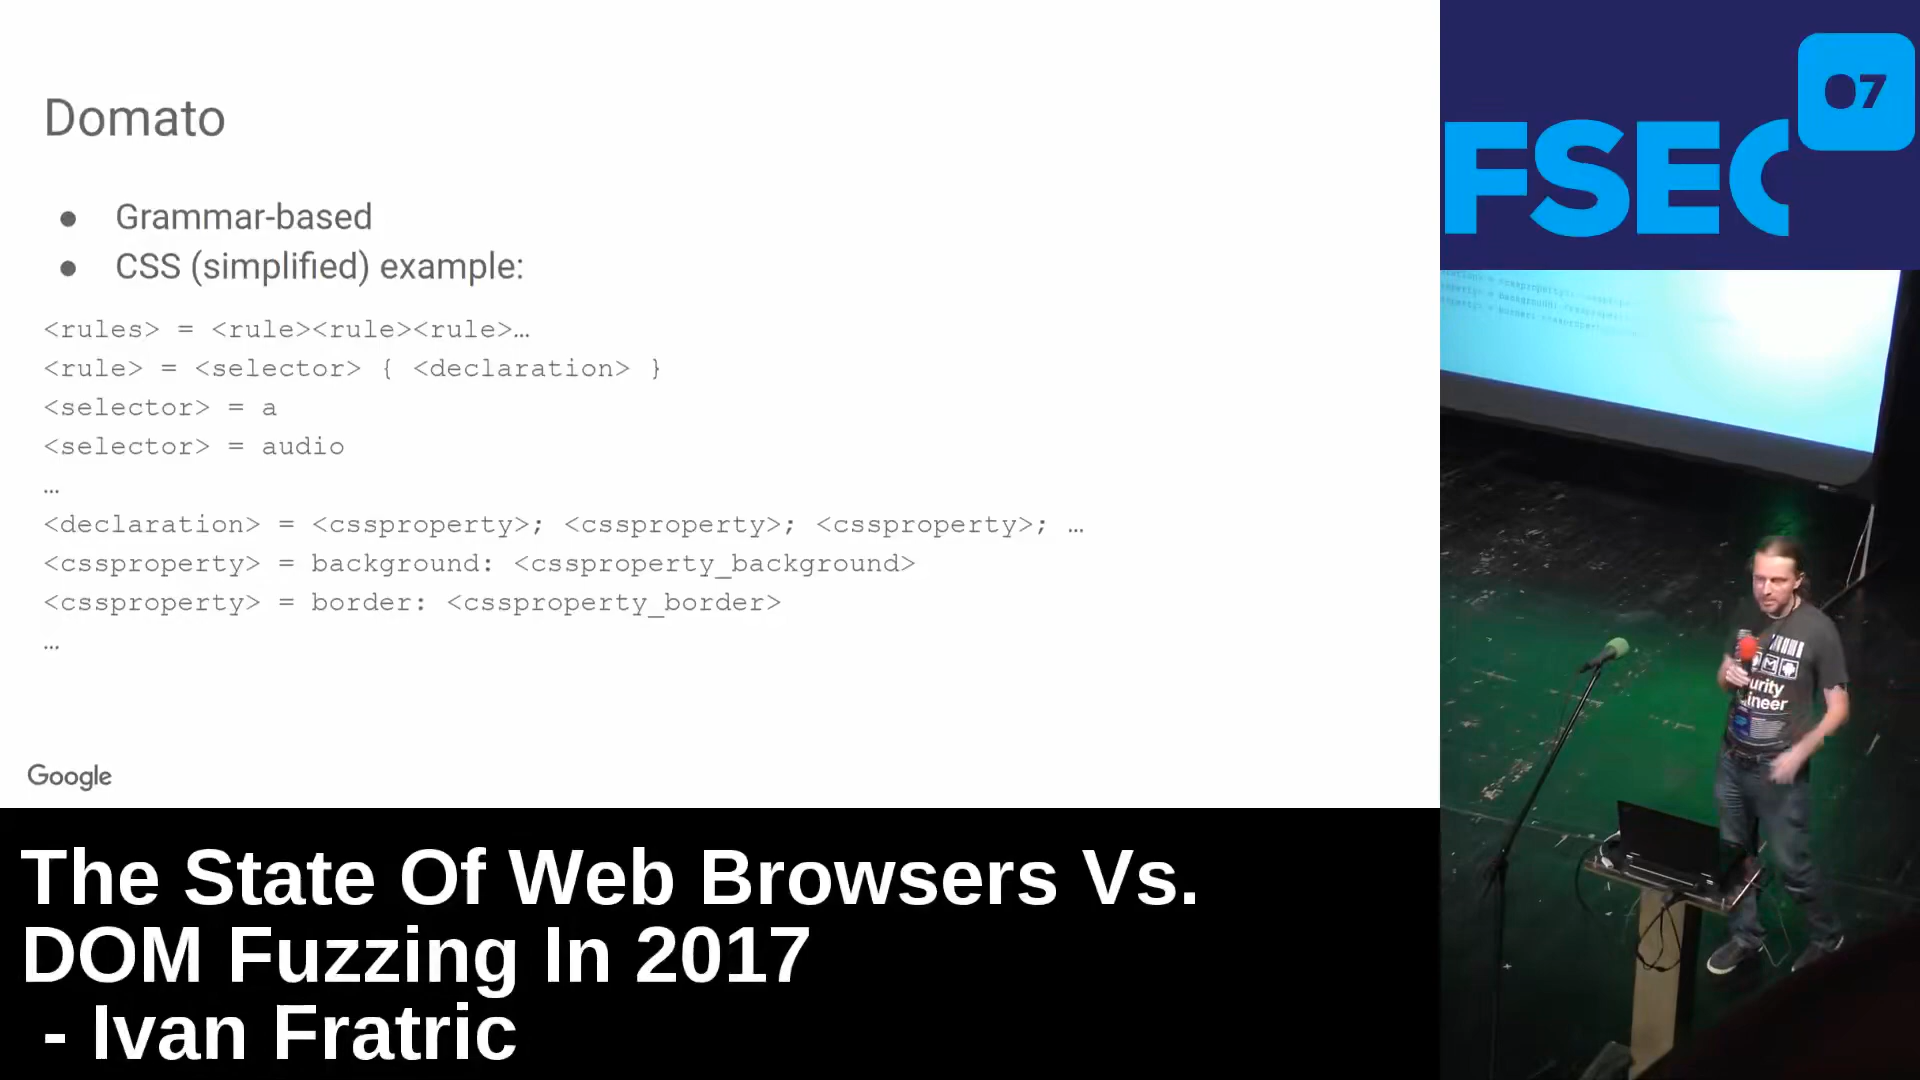 Domato
● Grammar-based
● CSS (simplified) example:
<rules> = <rule><rule><rule>…
<rule> = <selector> { <declaration> }
<selector> = a
<selector> = audio
…
<declaration> = <cssproperty>; <cssproperty>; <cssproperty>; …
<cssproperty> = background: <cssproperty_background>
<cssproperty> = border: <cssproperty_border>
…
Google
The State Of Web Browsers Vs.
DOM Fuzzing In 2017
- Ivan Fratric
07
FSEC